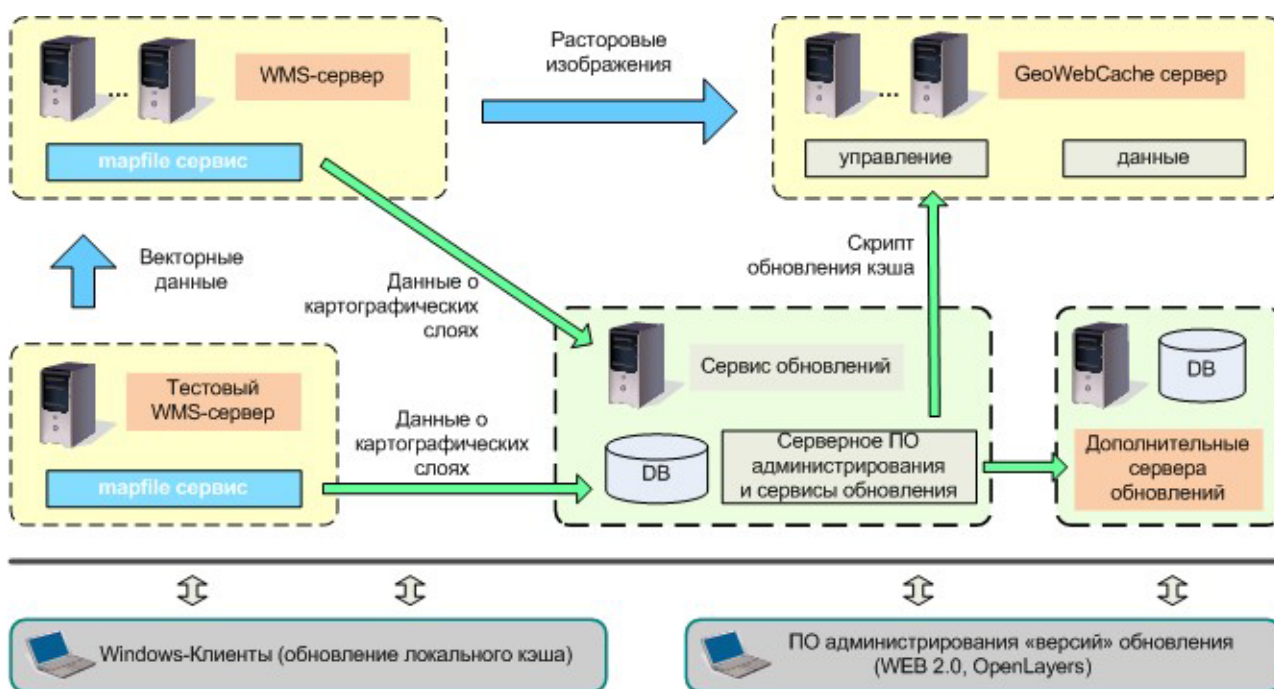 WMS-сервер
...
mapfile сервис
Расторовые
изображения
GeoWebCache сервер
...
управление
данные
Векторные
данные
Данные о
картографических
слоях
Скрипт
обновления кэша
Тестовый
WMS-сервер
mapfile сервис
Данные о
картографических
слоях
Сервис обновлений
DB
Серверное ПО
администрирования
и сервисы обновления
DB
Дополнительные
сервера
обновлений
Windows-Клиенты (обновление локального кэша)
ПО администрирования «версий» обновления
(WEB 2.0, OpenLayers)